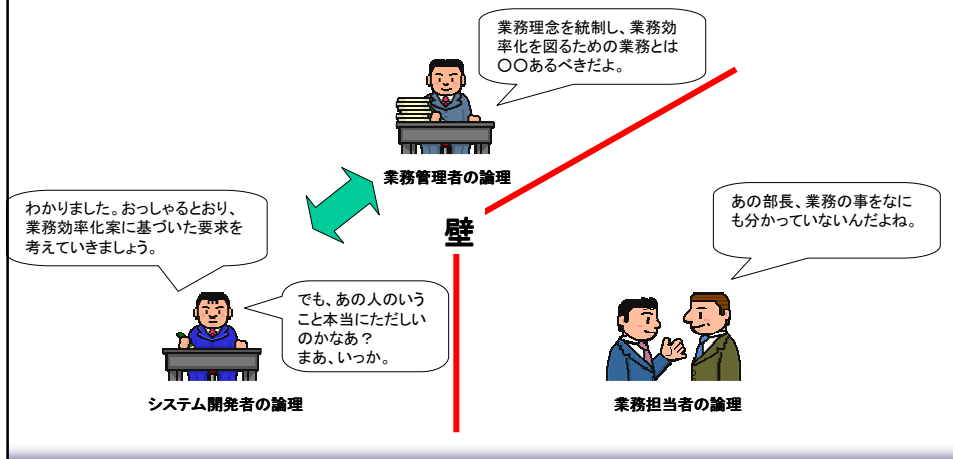 業務理念を統制し、業務効
率化を図るための業務とは
〇〇あるべきだよ。
業務管理者の論理
わかりました。おっしゃるとおり、
業務効率化案に基づいた要求を
考えていきましょう。
壁
あの部長、業務の事をなに
も分かっていないんだよね。
でも、あの人のいう
こと本当にただしい
のかなあ？
まあ、いっか。
システム開発者の論理
業務担当者の論理